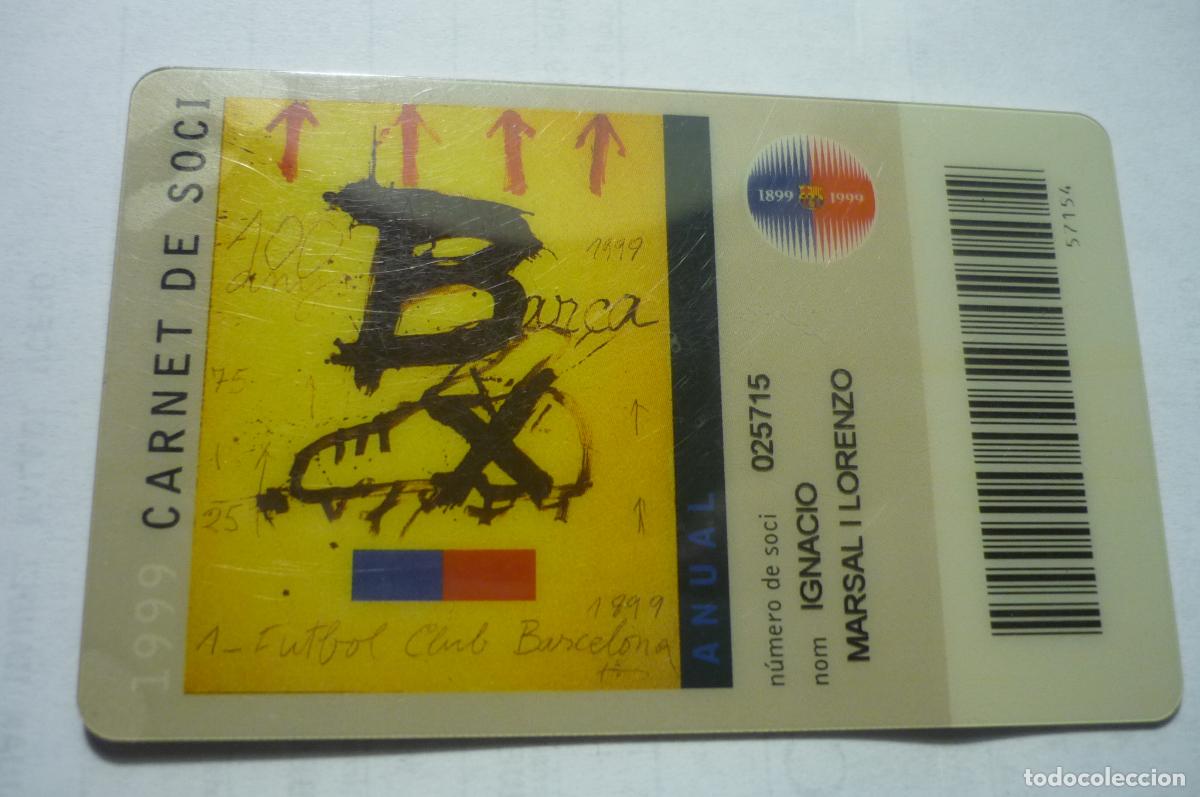 1999 CARNET DE SOCI
100
anys
1999
Barça
75
25
1899
A_ Futbol Club Barcelona
ANUAL
1899 1999
número de soci 025715
nom IGNACIO
MARSAL I LORENZO
57154
todocoleccion